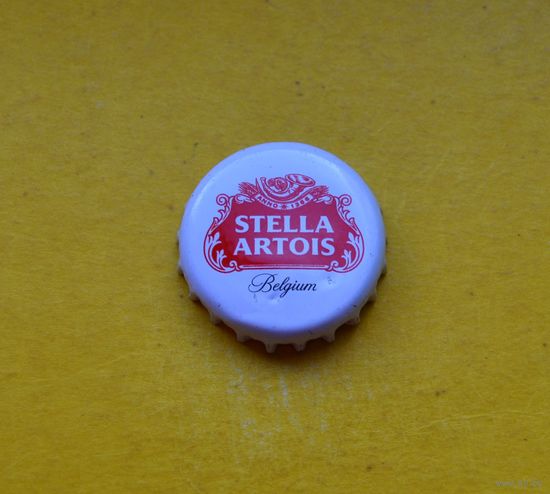 ANNO 1366
STELLA
ARTOIS
Belgium